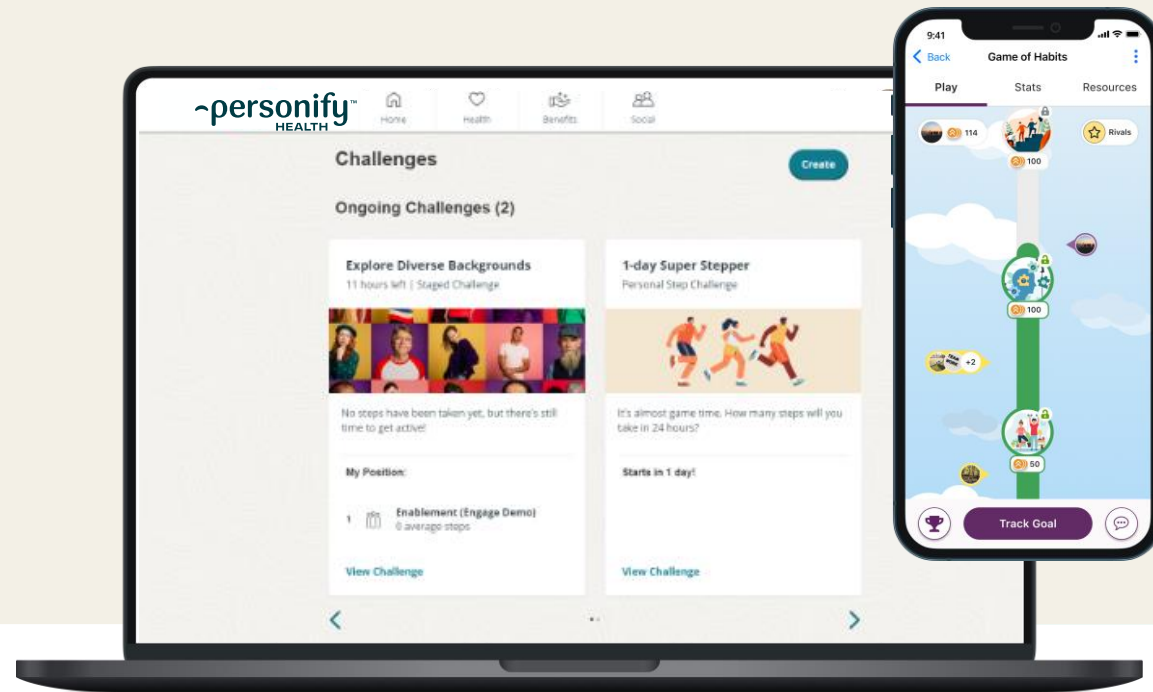 ~personify™
HEALTH
Home
Health
Benefits
Social
Challenges
Create
Ongoing Challenges (2)
Explore Diverse Backgrounds
11 hours left | Staged Challenge
No steps have been taken yet, but there's still
time to get active!
My Position:
1
Enablement (Engage Demo)
0 average steps
View Challenge
1-day Super Stepper
Personal Step Challenge
It's almost game time. How many steps will you
take in 24 hours?
Starts in 1 day!
View Challenge
9:41
Back
Game of Habits
Play
Stats
Resources
114
100
Rivals
100
+2
50
Track Goal